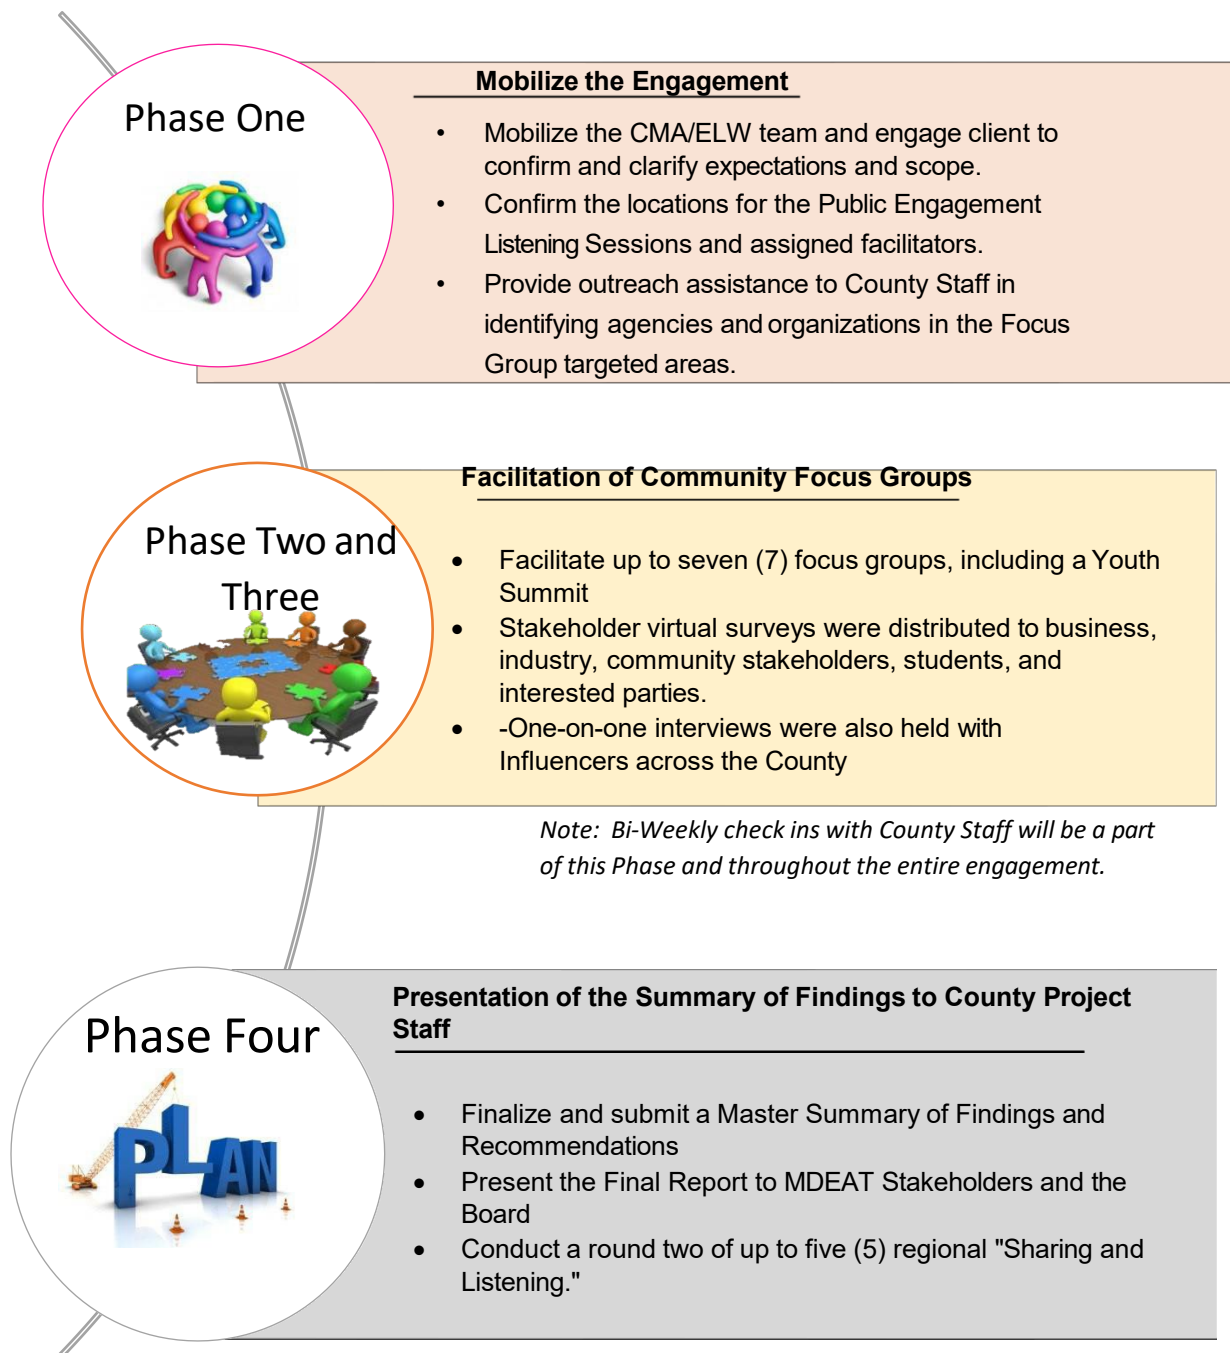 Phase One
Mobilize the Engagement
• Mobilize the CMA/ELW team and engage client to
confirm and clarify expectations and scope.
• Confirm the locations for the Public Engagement
Listening Sessions and assigned facilitators.
• Provide outreach assistance to County Staff in
identifying agencies and organizations in the Focus
Group targeted areas.
Phase Two and
Three
Facilitation of Community Focus Groups
• Facilitate up to seven (7) focus groups, including a Youth
Summit
• Stakeholder virtual surveys were distributed to business,
industry, community stakeholders, students, and
interested parties.
• -One-on-one interviews were also held with
Influencers across the County
Note: Bi-Weekly check ins with County Staff will be a part
of this Phase and throughout the entire engagement.
Phase Four
PLAN
Presentation of the Summary of Findings to County Project
Staff
• Finalize and submit a Master Summary of Findings and
Recommendations
• Present the Final Report to MDEAT Stakeholders and the
Board
• Conduct a round two of up to five (5) regional "Sharing and
Listening."